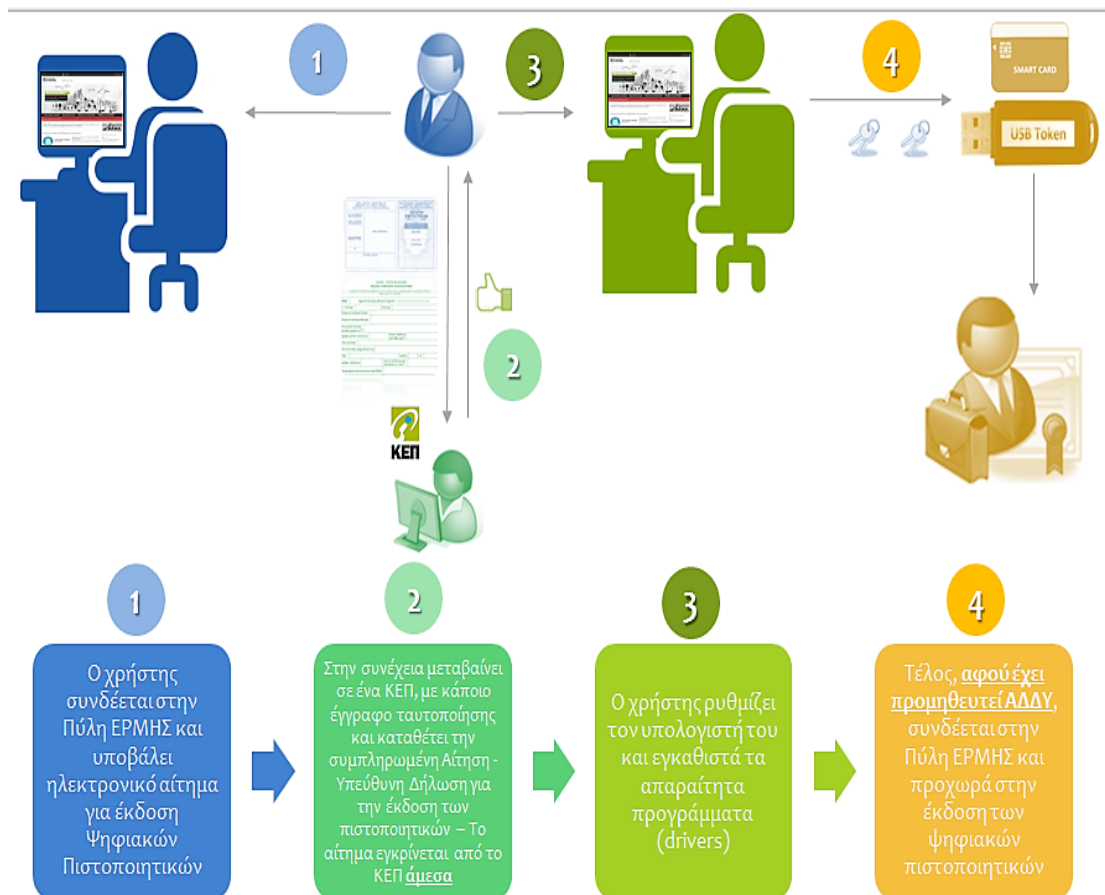 1
3
4
SMART CARD
USB Token
2
ΚΕΠ
1
2
3
4
Ο χρήστης
συνδέεται στην
Πύλη ΕΡΜΗΣ και
υποβάλει
ηλεκτρονικό αίτημα
για έκδοση
Ψηφιακών
Πιστοποιητικών
Στην συνέχεια μεταβαίνει
σε ένα ΚΕΠ, με κάποιο
έγγραφο ταυτοποίησης
και καταθέτει την
συμπληρωμένη Αίτηση -
Υπεύθυνη Δήλωση για
την έκδοση των
πιστοποιητικών – Το
αίτημα εγκρίνεται από το
ΚΕΠ άμεσα
Ο χρήστης ρυθμίζει
τον υπολογιστή του
και εγκαθιστά τα
απαραίτητα
προγράμματα
(drivers)
Τέλος, αφού έχει
προμηθευτεί ΑΔΔΥ,
συνδέεται στην
Πύλη ΕΡΜΗΣ και
προχωρά στην
έκδοση των
ψηφιακών
πιστοποιητικών